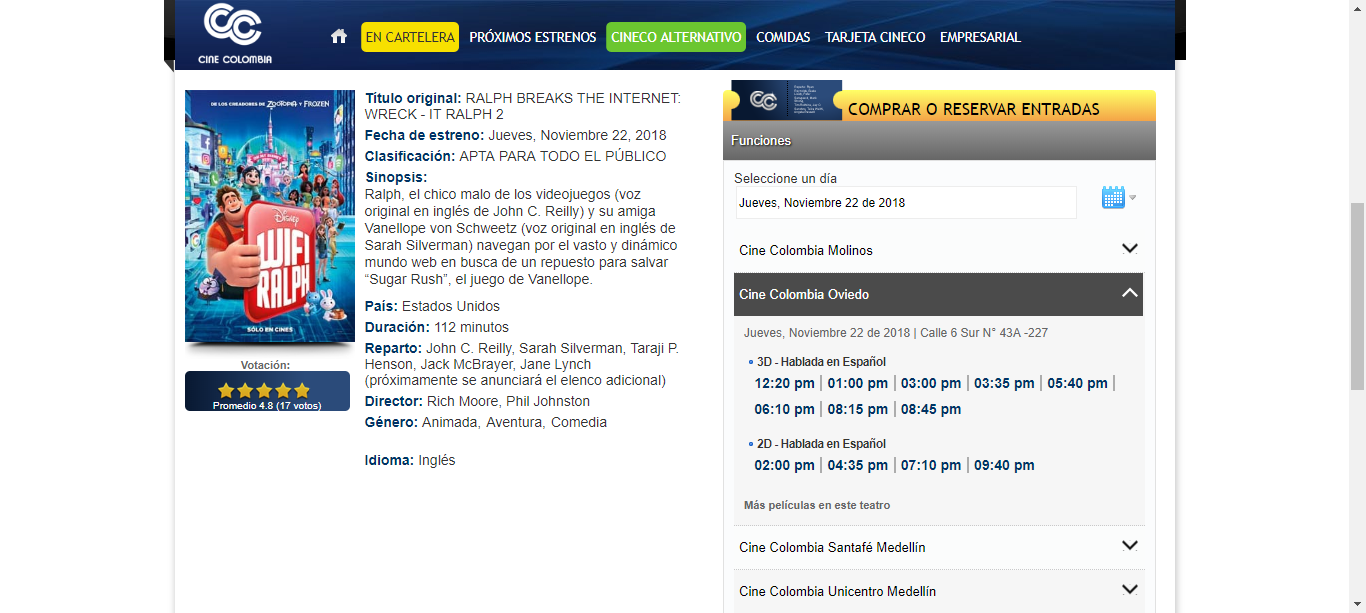 CINE COLOMBIA
EN CARTELERA PRÓXIMOS ESTRENOS CINECO ALTERNATIVO COMIDAS TARJETA CINECO EMPRESARIAL
DE LOS CREADORES DE ZOOTOPIA Y FROZEN
Disney
WIFI
RALPH
SÓLO EN CINES
Votación:
Promedio 4.8 (17 votos)
Título original: RALPH BREAKS THE INTERNET:
WRECK - IT RALPH 2
Fecha de estreno: Jueves, Noviembre 22, 2018
Clasificación: APTA PARA TODO EL PÚBLICO
Sinopsis:
Ralph, el chico malo de los videojuegos (voz
original en inglés de John C. Reilly) y su amiga
Vanellope von Schweetz (voz original en inglés de
Sarah Silverman) navegan por el vasto y dinámico
mundo web en busca de un repuesto para salvar
“Sugar Rush”, el juego de Vanellope.
País: Estados Unidos
Duración: 112 minutos
Reparto: John C. Reilly, Sarah Silverman, Taraji P.
Henson, Jack McBrayer, Jane Lynch
(próximamente se anunciará el elenco adicional)
Director: Rich Moore, Phil Johnston
Género: Animada, Aventura, Comedia
Idioma: Inglés
COMPRAR O RESERVAR ENTRADAS
Funciones
Seleccione un día
Jueves, Noviembre 22 de 2018
Cine Colombia Molinos
Cine Colombia Oviedo
Jueves, Noviembre 22 de 2018 | Calle 6 Sur N° 43A -227
3D - Hablada en Español
12:20 pm | 01:00 pm | 03:00 pm | 03:35 pm | 05:40 pm |
06:10 pm | 08:15 pm | 08:45 pm
2D - Hablada en Español
02:00 pm | 04:35 pm | 07:10 pm | 09:40 pm
Más películas en este teatro
Cine Colombia Santafé Medellín
Cine Colombia Unicentro Medellín